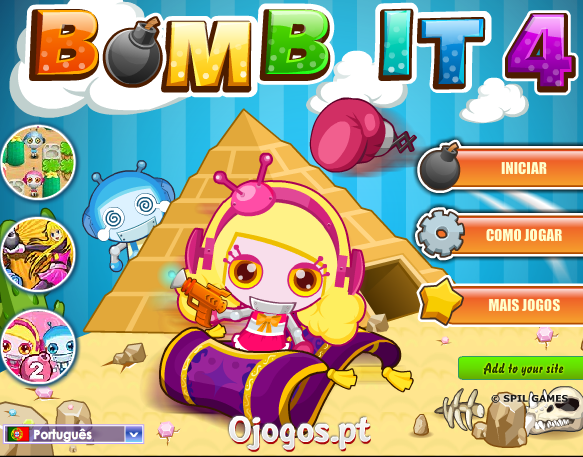 BOMB IT 4
INICIAR
COMO JOGAR
MAIS JOGOS
2
Add to your site
© SPIL GAMES
Português
Ojogos.pt